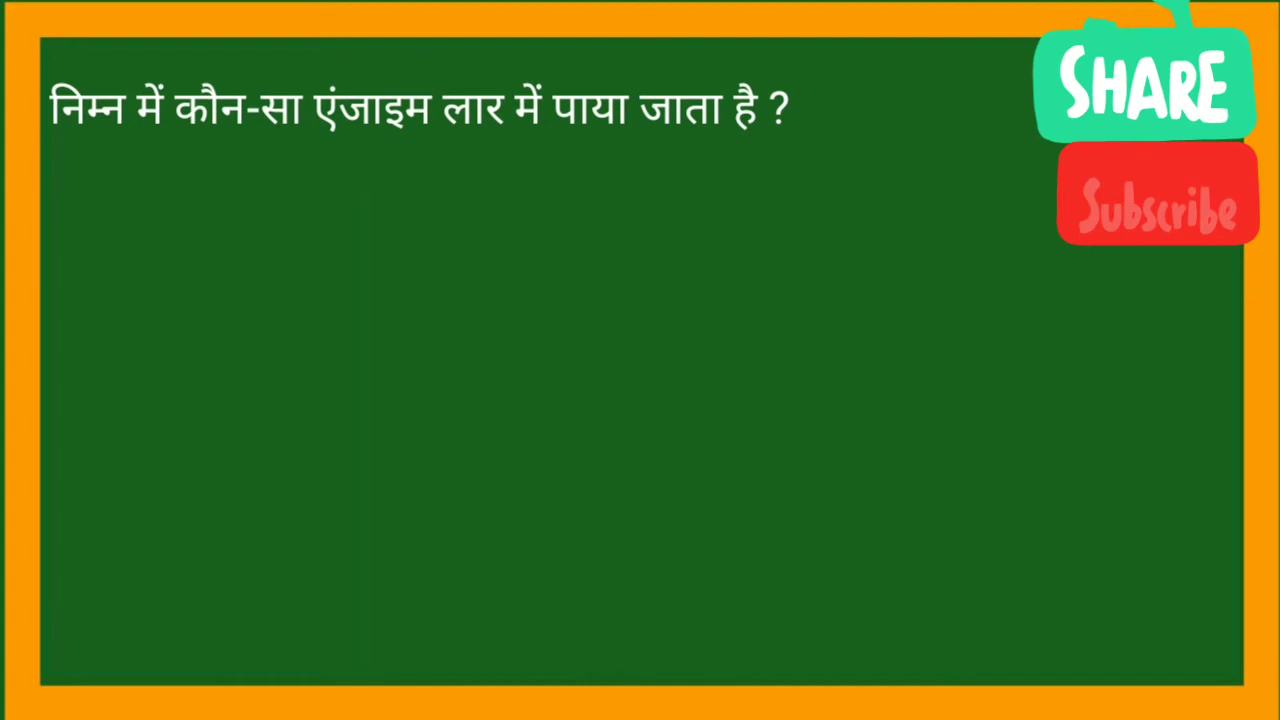 निम्न में कौन-सा एंजाइम लार में पाया जाता है ?
SHARE
Subscribe